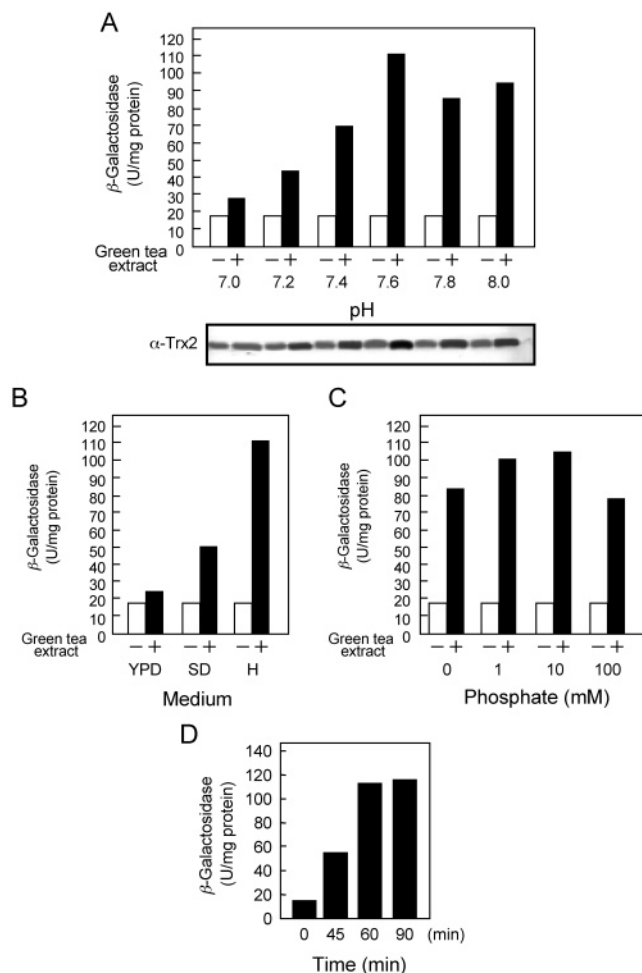 A
β-Galactosidase
(U/mg protein)
120
110
100
90
80
70
60
50
40
30
20
10
0
Green tea
extract
− + − + − + − + − + − +
7.0 7.2 7.4 7.6 7.8 8.0
pH
α-Trx2
B
β-Galactosidase
(U/mg protein)
120
110
100
90
80
70
60
50
40
30
20
10
0
Green tea
extract
− + − + − +
YPD SD H
Medium
C
β-Galactosidase
(U/mg protein)
120
110
100
90
80
70
60
50
40
30
20
10
0
Green tea
extract
− + − + − + − +
0 1 10 100
Phosphate (mM)
D
β-Galactosidase
(U/mg protein)
140
120
100
80
60
40
20
0
0 45 60 90 (min)
Time (min)